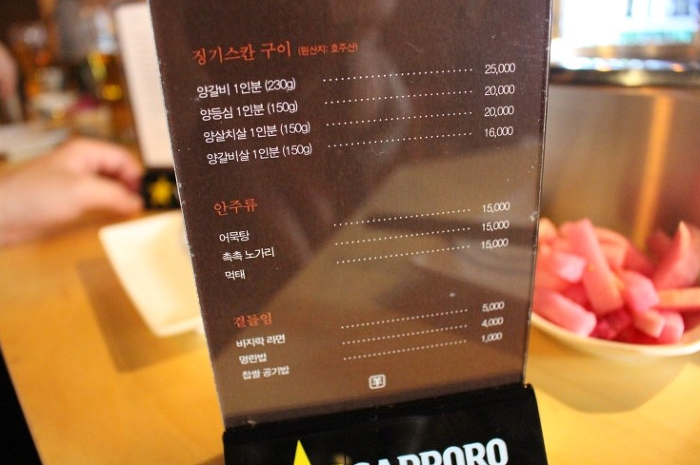 징기스칸 구이 (원산지: 호주산)
양갈비 1인분 (230g) 25,000
양등심 1인분 (150g) 20,000
양살치살 1인분 (150g) 20,000
양갈비살 1인분 (150g) 16,000
안주류
어묵탕 15,000
촉촉 노가리 15,000
먹태 15,000
곁들임
바지락 라면 5,000
명란밥 4,000
찹쌀 공기밥 1,000
羊
SAPPORO